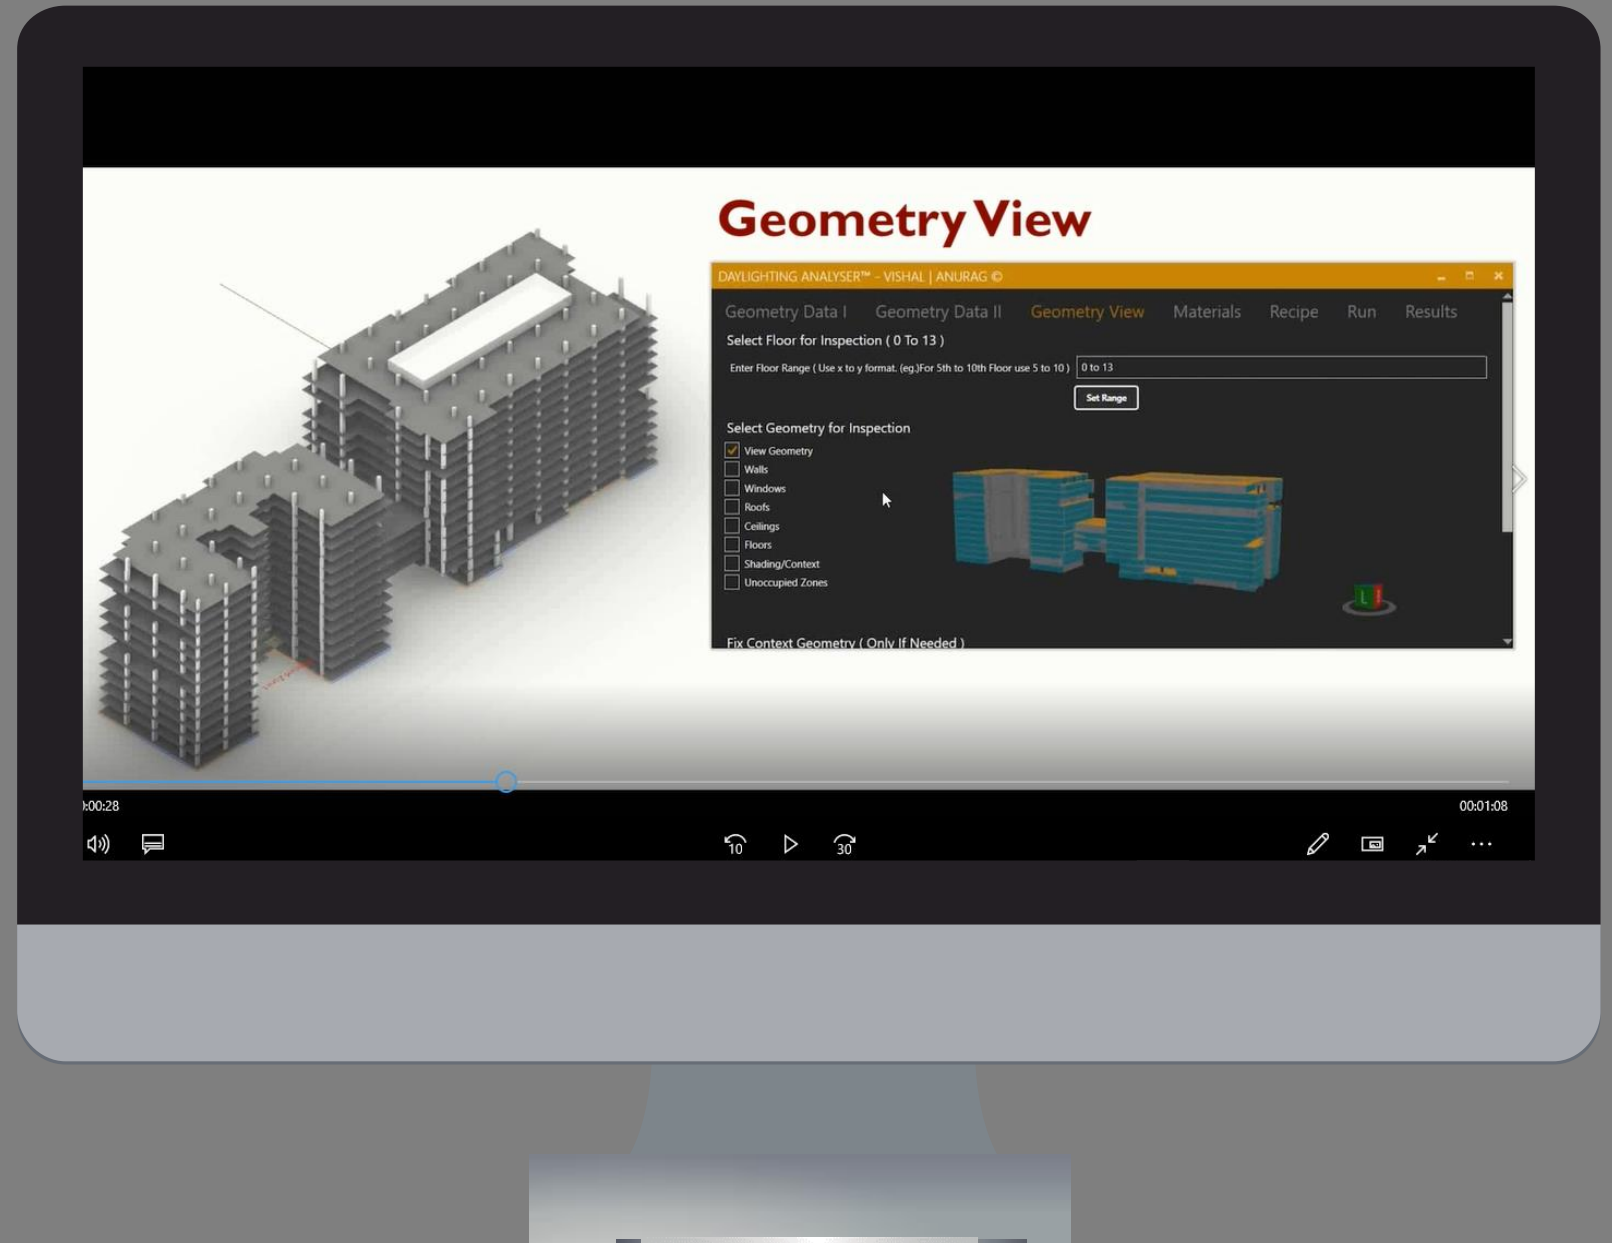 Geometry View
DAYLIGHTING ANALYSER™ - VISHAL | ANURAG ©
Geometry Data I Geometry Data II Geometry View Materials Recipe Run Results
Select Floor for Inspection ( 0 To 13 )
Enter Floor Range ( Use x to y format. (eg.)For 5th to 10th Floor use 5 to 10 ) 0 to 13
Set Range
Select Geometry for Inspection
View Geometry
Walls
Windows
Roofs
Ceilings
Floors
Shading/Context
Unoccupied Zones
L
Fix Context Geometry ( Only If Needed )
:00:28 00:01:08
10 30